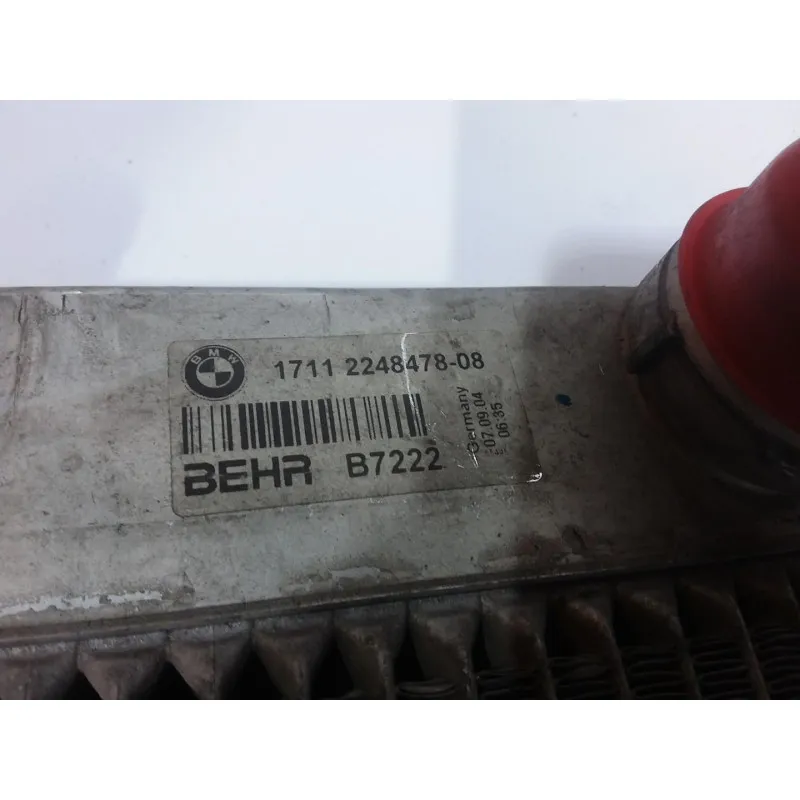 BMW
1711 2248478-08
BEHR B7222
Germany
07.09.04
06:35